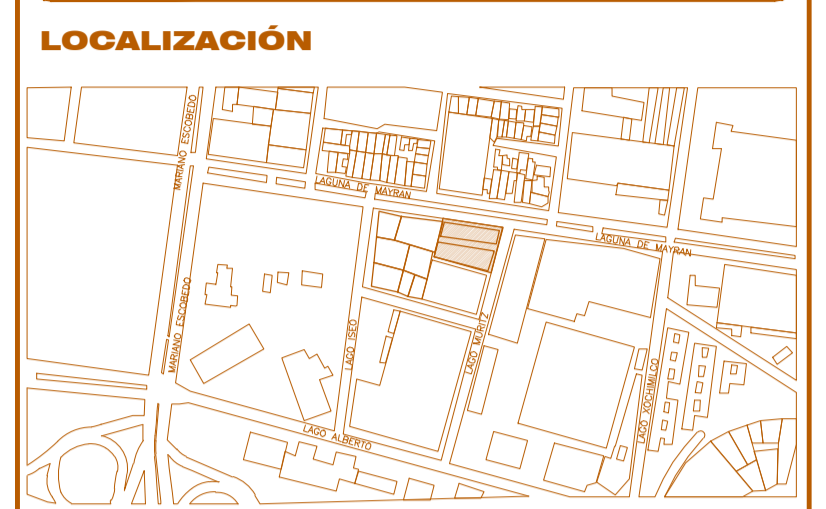 LOCALIZACIÓN
MARIANO ESCOBEDO
LAGUNA DE MAYRAN
LAGUNA DE MAYRAN
MARIANO ESCOBEDO
LAGO ISEO
LAGO MURITZ
LAGO XOCHIMILCO
LAGO ALBERTO